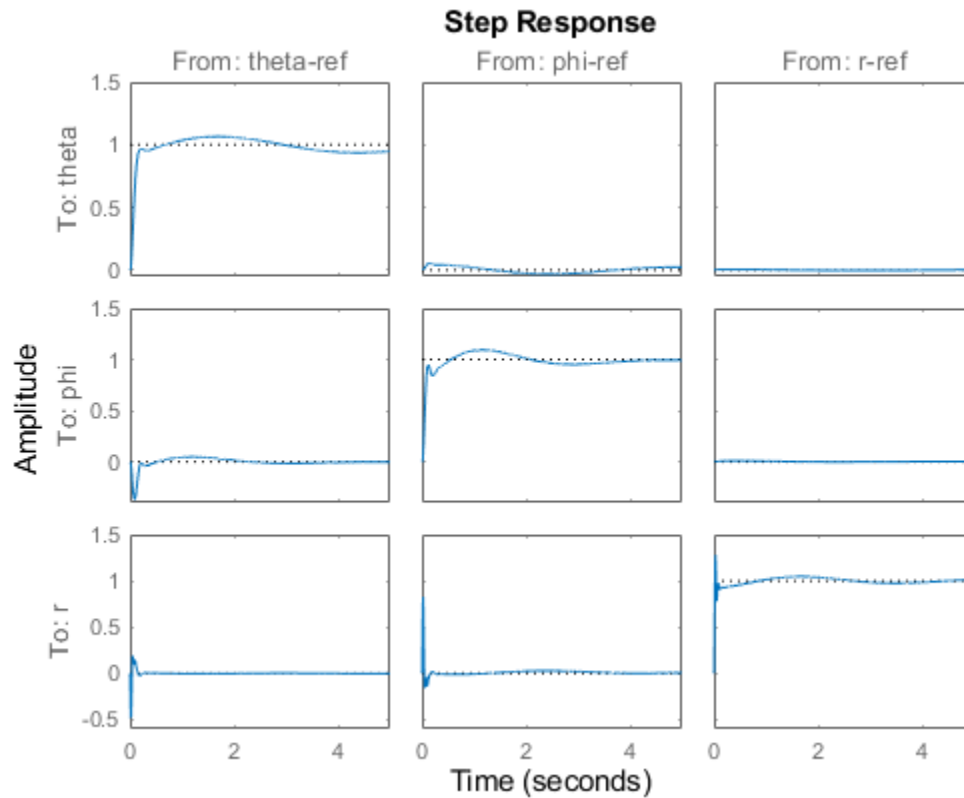 Step Response
From: theta-ref From: phi-ref From: r-ref
1.5
1
0.5
0
To: theta
1.5
1
0.5
0
To: phi
Amplitude
1.5
1
0.5
0
-0.5
To: r
0 2 4 0 2 4 0 2 4
Time (seconds)